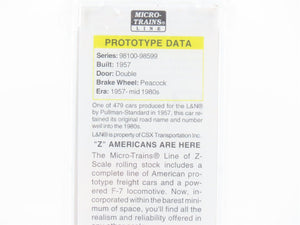 MICRO-
TRAINS®
LINE
PROTOTYPE DATA
Series: 98100-98599
Built: 1957
Door: Double
Brake Wheel: Peacock
Era: 1957- mid 1980s
One of 479 cars produced for the L&N®
by Pullman-Standard in 1957, this car re-
tained its original road name and number
well into the 1980s.
L&N® is property of CSX Transportation Inc.
"Z" AMERICANS ARE HERE
The Micro-Trains® Line of Z-
Scale rolling stock includes a
complete line of American pro-
totype freight cars and a pow-
ered F-7 locomotive. Now,
incorporated within the barest mini-
mum of space, you'll find all the
realism and reliability offered in